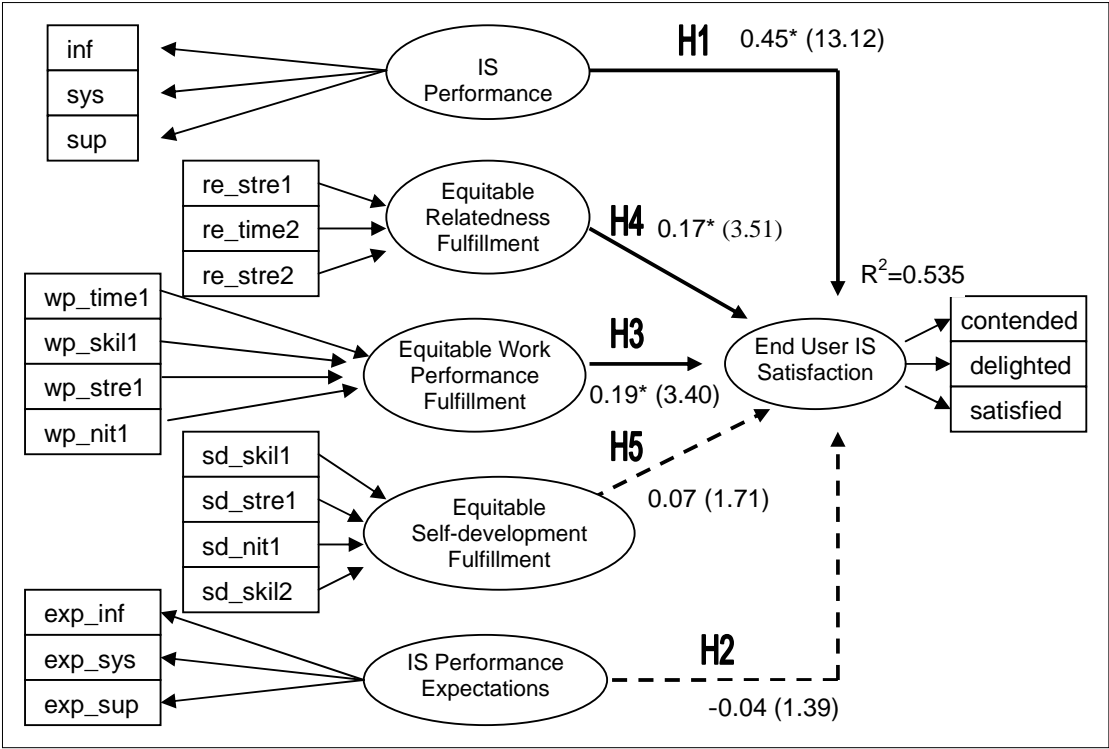 inf
sys
sup
IS
Performance
H1
0.45* (13.12)
re_stre1
re_time2
re_stre2
Equitable
Relatedness
Fulfillment
H4
0.17* (3.51)
R²=0.535
wp_time1
wp_skil1
wp_stre1
wp_nit1
Equitable Work
Performance
Fulfillment
H3
0.19* (3.40)
End User IS
Satisfaction
contended
delighted
satisfied
sd_skil1
sd_stre1
sd_nit1
sd_skil2
Equitable
Self-development
Fulfillment
H5
0.07 (1.71)
exp_inf
exp_sys
exp_sup
IS Performance
Expectations
H2
-0.04 (1.39)